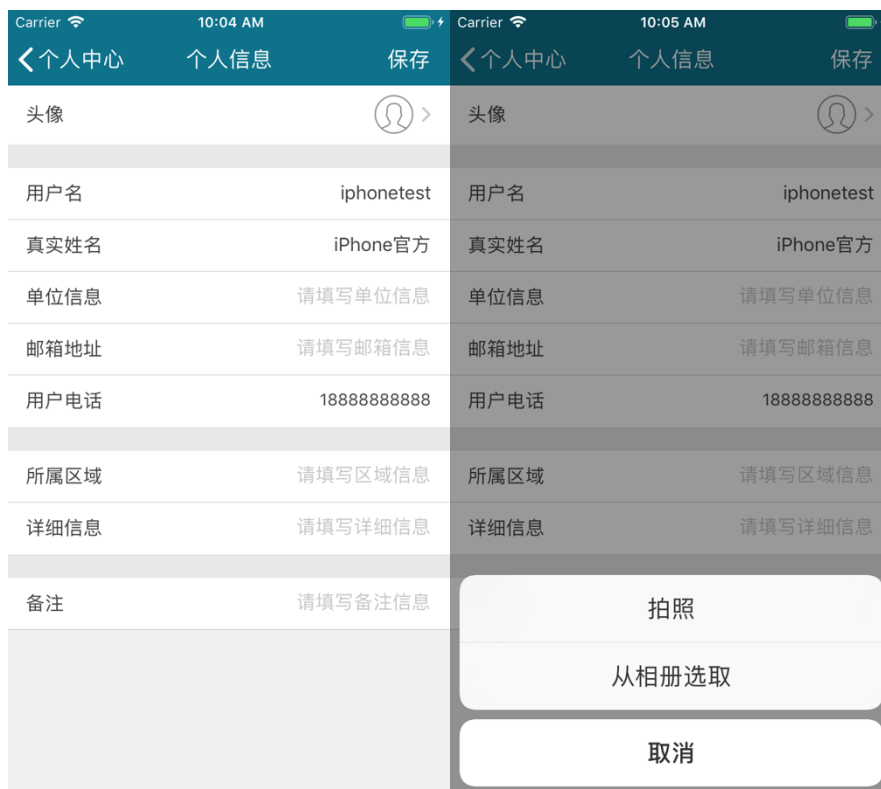 Carrier 10:04 AM
个人中心 个人信息 保存
头像
用户名 iphonetest
真实姓名 iPhone官方
单位信息 请填写单位信息
邮箱地址 请填写邮箱信息
用户电话 18888888888
所属区域 请填写区域信息
详细信息 请填写详细信息
备注 请填写备注信息
Carrier 10:05 AM
个人中心 个人信息 保存
头像
用户名 iphonetest
真实姓名 iPhone官方
单位信息 请填写单位信息
邮箱地址 请填写邮箱信息
用户电话 18888888888
所属区域 请填写区域信息
详细信息 请填写详细信息
拍照
从相册选取
取消